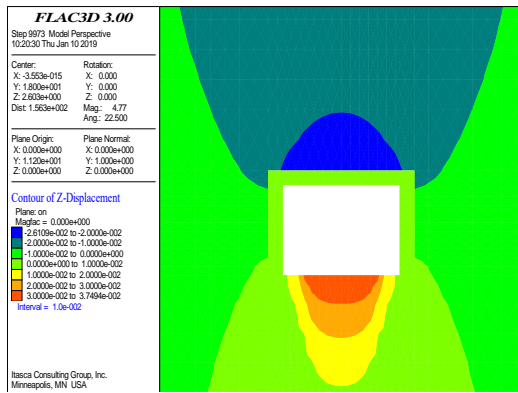 FLAC3D 3.00
Step 9973 Model Perspective
10:20:30 Thu Jan 10 2019
Center: Rotation:
X: -3.553e-015 X: 0.000
Y: 1.800e+001 Y: 0.000
Z: 2.603e+000 Z: 0.000
Dist: 1.563e+002 Mag.: 4.77
Ang.: 22.500
Plane Origin: Plane Normal:
X: 0.000e+000 X: 0.000e+000
Y: 1.120e+001 Y: 1.000e+000
Z: 0.000e+000 Z: 0.000e+000
Contour of Z-Displacement
Plane: on
Magfac = 0.000e+000
-2.6109e-002 to -2.0000e-002
-2.0000e-002 to -1.0000e-002
-1.0000e-002 to 0.0000e+000
0.0000e+000 to 1.0000e-002
1.0000e-002 to 2.0000e-002
2.0000e-002 to 3.0000e-002
3.0000e-002 to 3.7494e-002
Interval = 1.0e-002
Itasca Consulting Group, Inc.
Minneapolis, MN USA